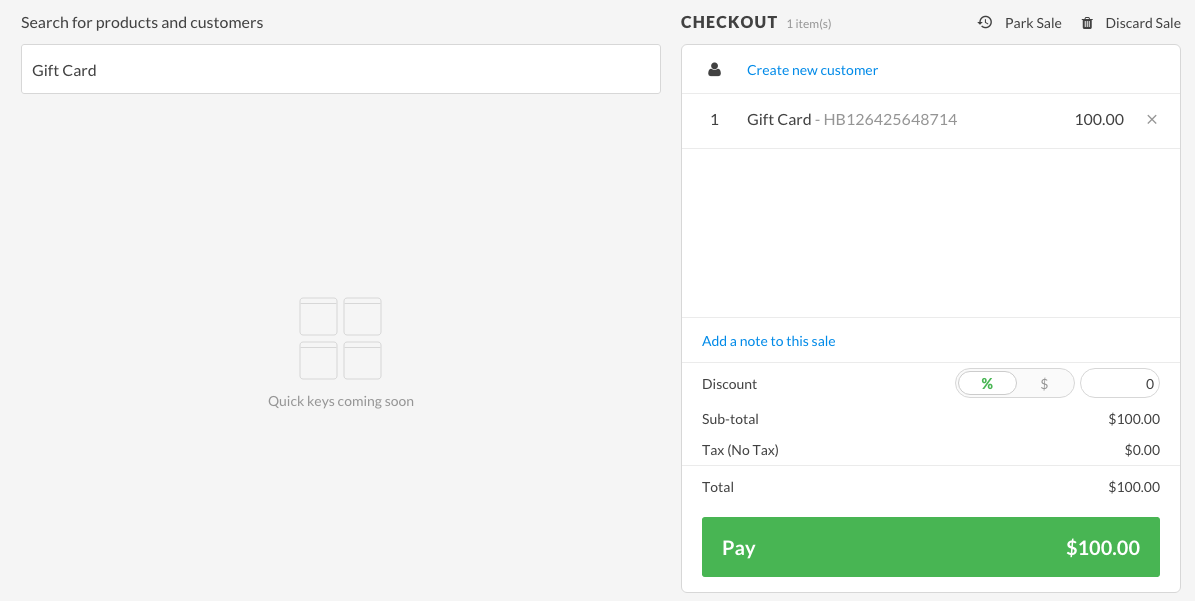 Search for products and customers
Gift Card
Quick keys coming soon
CHECKOUT 1 item(s) Park Sale Discard Sale
Create new customer
1 Gift Card - HB126425648714 100.00 ×
Add a note to this sale
Discount % $ 0
Sub-total $100.00
Tax (No Tax) $0.00
Total $100.00
Pay $100.00